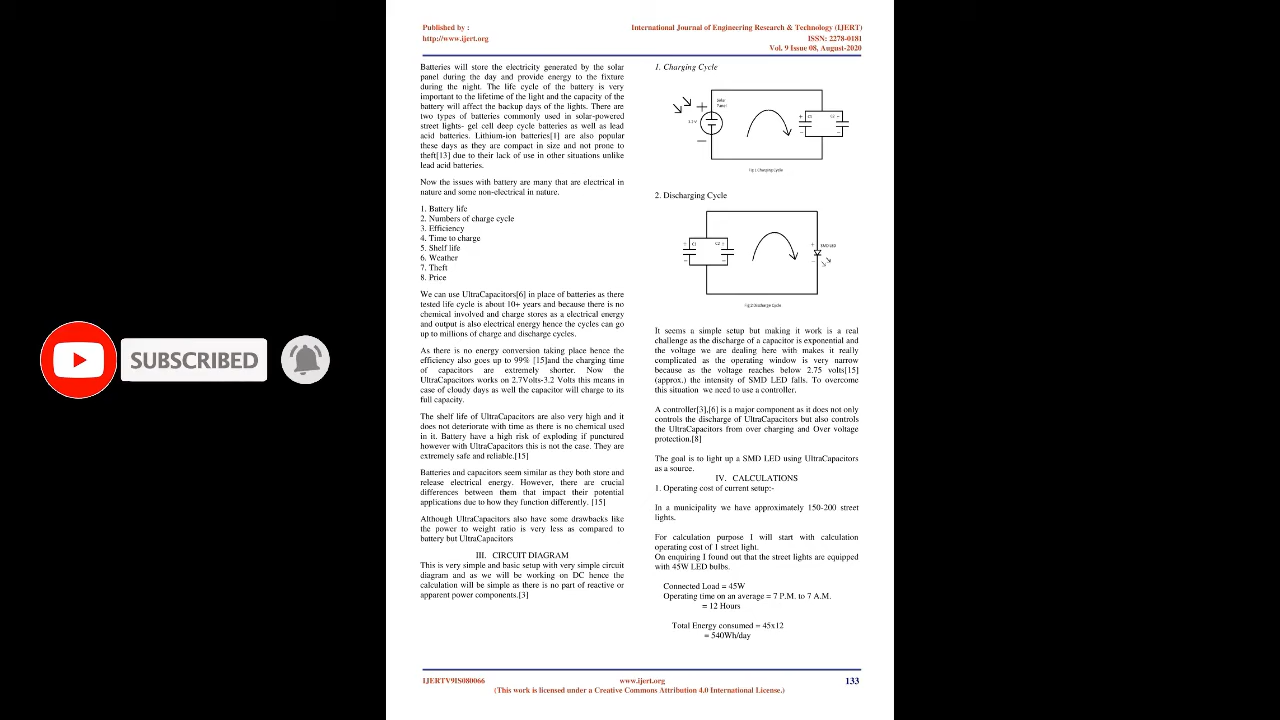 Published by :
http://www.ijert.org
International Journal of Engineering Research & Technology (IJERT)
ISSN: 2278-0181
Vol. 9 Issue 08, August-2020
Batteries will store the electricity generated by the solar
panel during the day and provide energy to the fixture
during the night. The life cycle of the battery is very
important to the lifetime of the light and the capacity of the
battery will affect the backup days of the lights. There are
two types of batteries commonly used in solar-powered
street lights- gel cell deep cycle batteries as well as lead
acid batteries. Lithium-ion batteries[1] are also popular
these days as they are compact in size and not prone to
theft[13] due to their lack of use in other situations unlike
lead acid batteries.
Now the issues with battery are many that are electrical in
nature and some non-electrical in nature.
1. Battery life
2. Numbers of charge cycle
3. Efficiency
4. Time to charge
5. Shelf life
6. Weather
7. Theft
8. Price
We can use UltraCapacitors[6] in place of batteries as there
tested life cycle is about 10+ years and because there is no
chemical involved and charge stores as a electrical energy
and output is also electrical energy hence the cycles can go
up to millions of charge and discharge cycles.
As there is no energy conversion taking place hence the
efficiency also goes up to 99% [15]and the charging time
of capacitors are extremely shorter. Now the
UltraCapacitors works on 2.7Volts-3.2 Volts this means in
case of cloudy days as well the capacitor will charge to its
full capacity.
The shelf life of UltraCapacitors are also very high and it
does not deteriorate with time as there is no chemical used
in it. Battery have a high risk of exploding if punctured
however with UltraCapacitors this is not the case. They are
extremely safe and reliable.[15]
Batteries and capacitors seem similar as they both store and
release electrical energy. However, there are crucial
differences between them that impact their potential
applications due to how they function differently. [15]
Although UltraCapacitors also have some drawbacks like
the power to weight ratio is very less as compared to
battery but UltraCapacitors
III. CIRCUIT DIAGRAM
This is very simple and basic setup with very simple circuit
diagram and as we will be working on DC hence the
calculation will be simple as there is no part of reactive or
apparent power components.[3]
1. Charging Cycle
Solar
Panel
+
C1
C2
Fig 1 Charging Cycle
2. Discharging Cycle
C1
C2
SMD LED
Fig 2 Discharge Cycle
It seems a simple setup but making it work is a real
challenge as the discharge of a capacitor is exponential and
the voltage we are dealing here with makes it really
complicated as the operating window is very narrow
because as the voltage reaches below 2.75 volts[15]
(approx.) the intensity of SMD LED falls. To overcome
this situation we need to use a controller.
A controller[3],[6] is a major component as it does not only
controls the discharge of UltraCapacitors but also controls
the UltraCapacitors from over charging and Over voltage
protection.[8]
The goal is to light up a SMD LED using UltraCapacitors
as a source.
IV. CALCULATIONS
1. Operating cost of current setup:-
In a municipality we have approximately 150-200 street
lights.
For calculation purpose I will start with calculation
operating cost of 1 street light.
On enquiring I found out that the street lights are equipped
with 45W LED bulbs.
Connected Load = 45W
Operating time on an average = 7 P.M. to 7 A.M.
= 12 Hours
Total Energy consumed = 45x12
= 540Wh/day
SUBSCRIBED
IJERTV9IS080066
www.ijert.org
133
(This work is licensed under a Creative Commons Attribution 4.0 International License.)